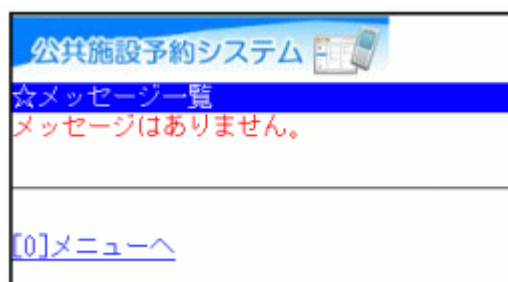 公共施設予約システム
☆メッセージ一覧
メッセージはありません。
[0]メニューへ